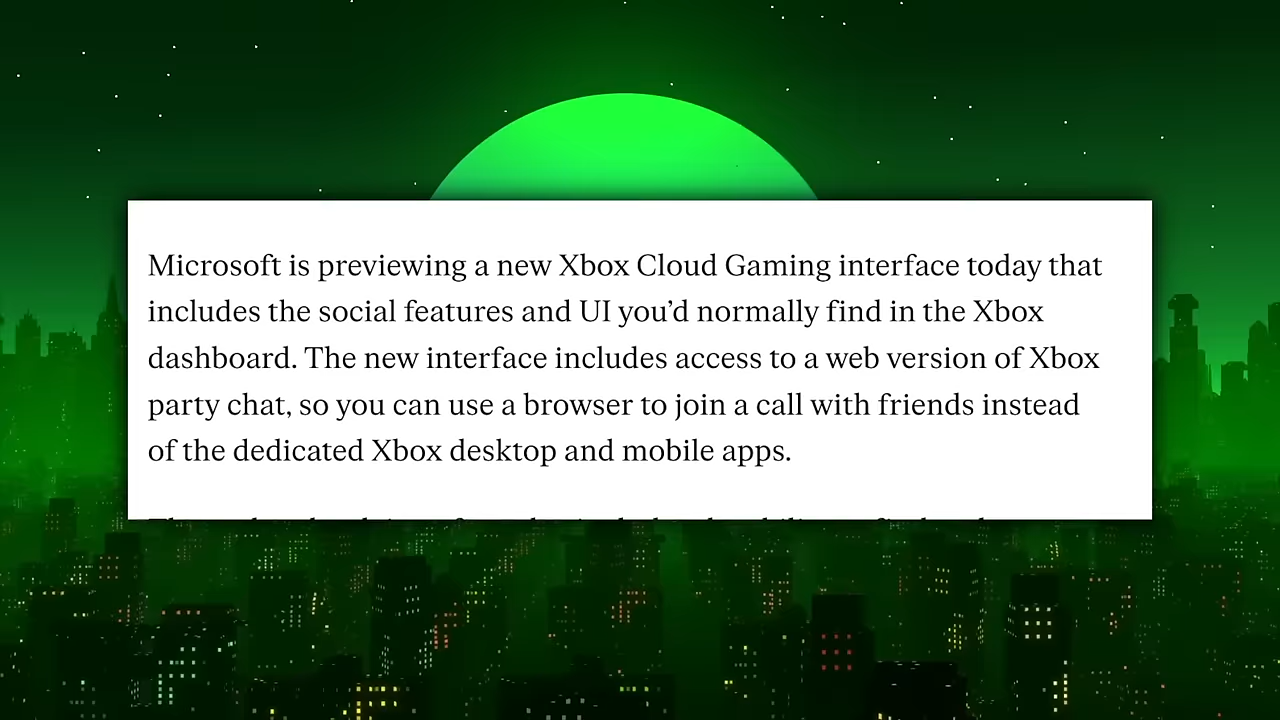 Microsoft is previewing a new Xbox Cloud Gaming interface today that
includes the social features and UI you’d normally find in the Xbox
dashboard. The new interface includes access to a web version of Xbox
party chat, so you can use a browser to join a call with friends instead
of the dedicated Xbox desktop and mobile apps.